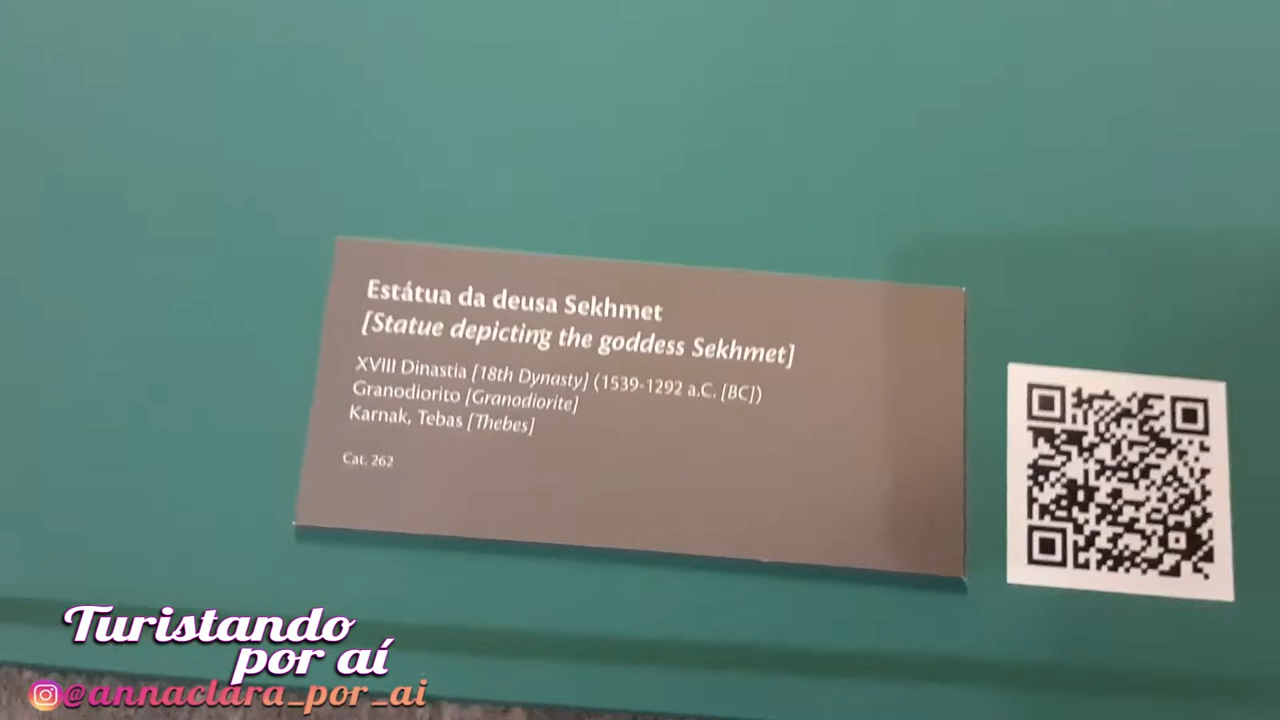 Estátua da deusa Sekhmet
[Statue depicting the goddess Sekhmet]
XVIII Dinastia [18th Dynasty] (1539-1292 a.C. [BC])
Granodiorito [Granodiorite]
Karnak, Tebas [Thebes]
Cat. 262
Turistando
por aí
@annaclara_por_ai